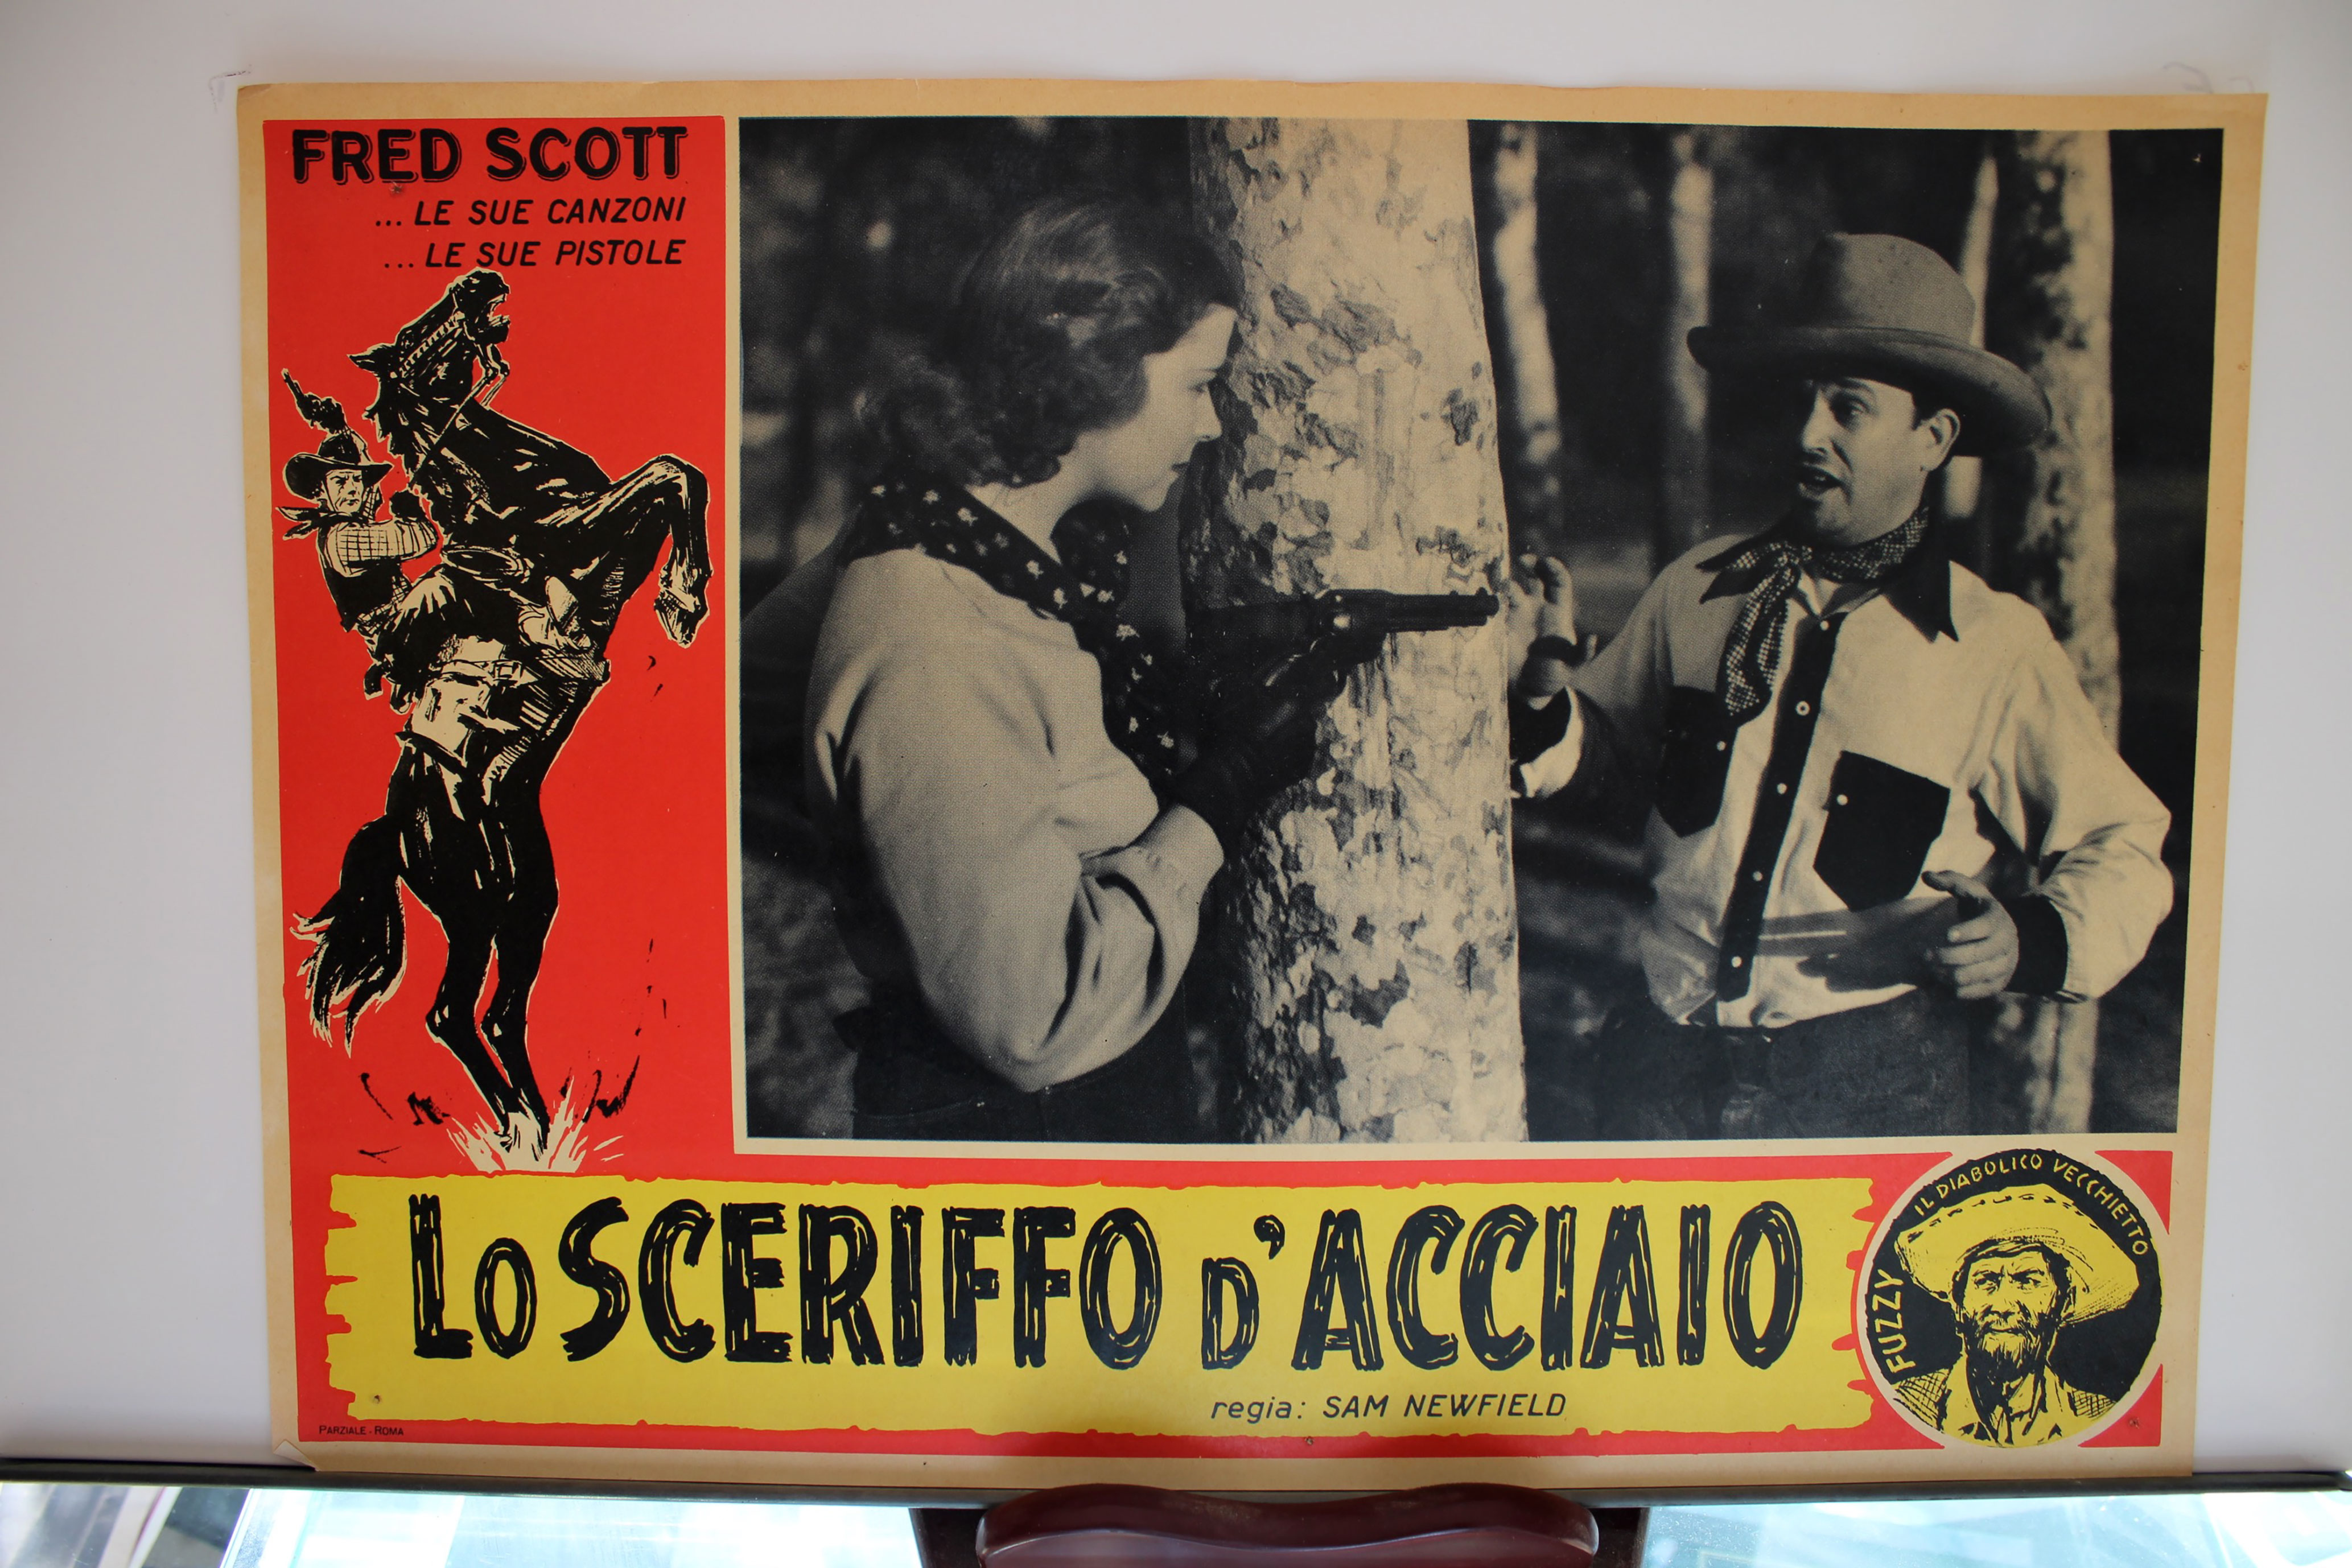 FRED SCOTT
... LE SUE CANZONI
... LE SUE PISTOLE
LO SCERIFFO D'ACCIAIO
regia: SAM NEWFIELD
FUZZY IL DIABOLICO VECCHIETTO
PARZIALE - ROMA